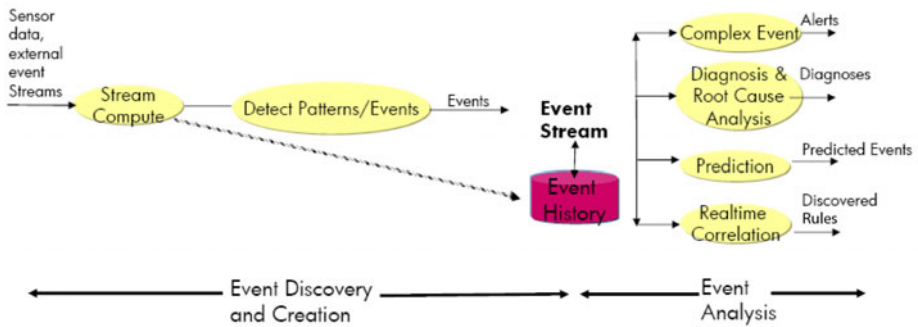 Sensor
data,
external
event
Streams
Stream
Compute
Detect Patterns/Events
Events
Event
Stream
Event
History
Complex Event
Alerts
Diagnosis &
Root Cause
Analysis
Diagnoses
Prediction
Predicted Events
Realtime
Correlation
Discovered
Rules
Event Discovery
and Creation
Event
Analysis